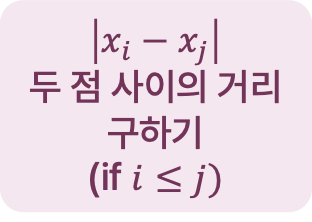 |xᵢ − xⱼ|
두 점 사이의 거리
구하기
(if i ≤ j)